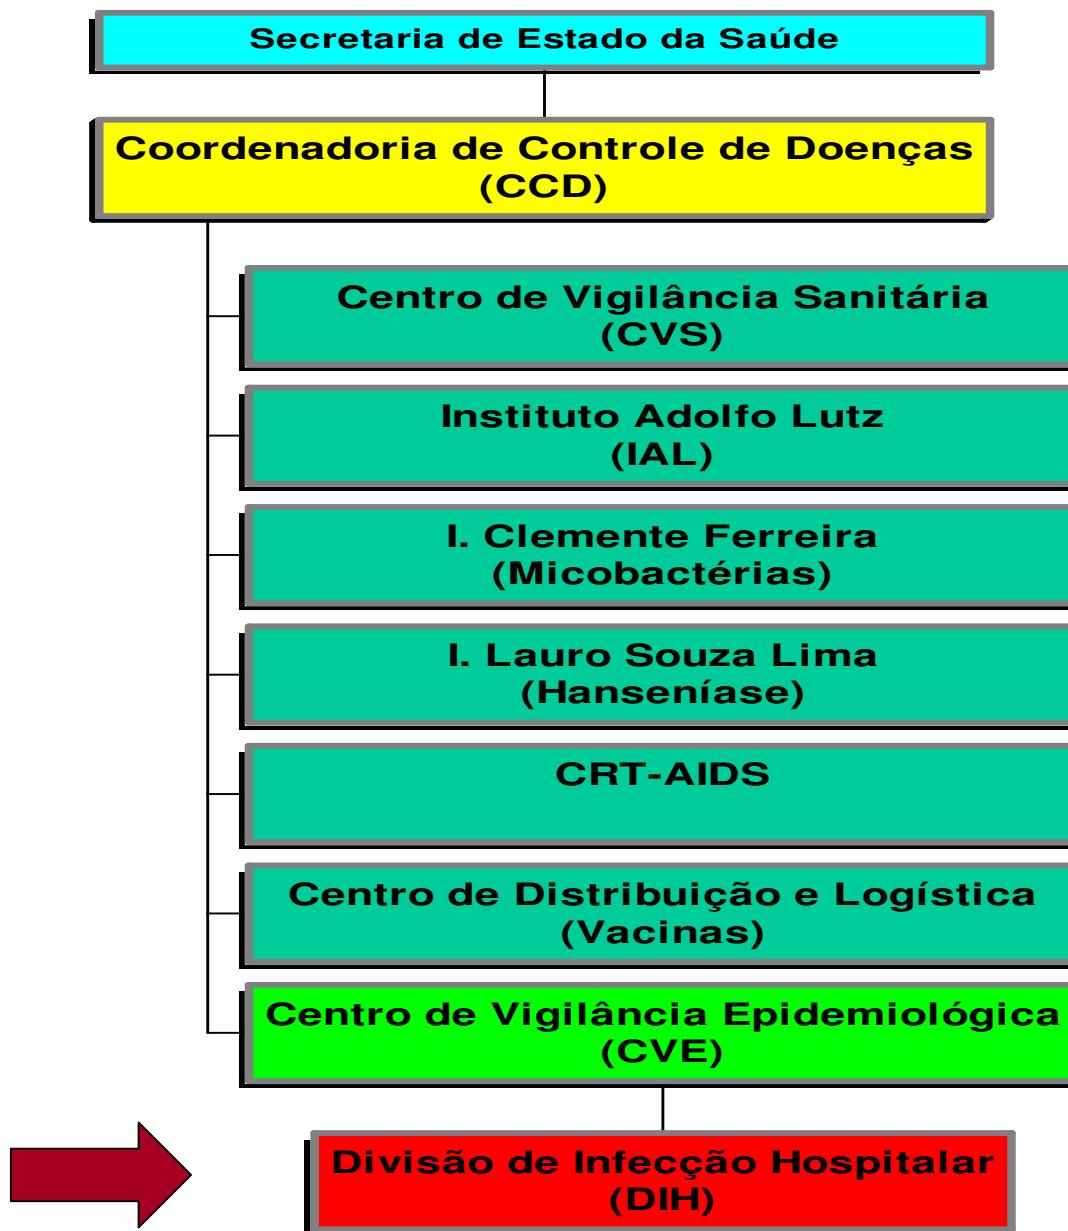 Secretaria de Estado da Saúde
Coordenadoria de Controle de Doenças
(CCD)
Centro de Vigilância Sanitária
(CVS)
Instituto Adolfo Lutz
(IAL)
I. Clemente Ferreira
(Micobactérias)
I. Lauro Souza Lima
(Hanseníase)
CRT-AIDS
Centro de Distribuição e Logística
(Vacinas)
Centro de Vigilância Epidemiológica
(CVE)
Divisão de Infecção Hospitalar
(DIH)